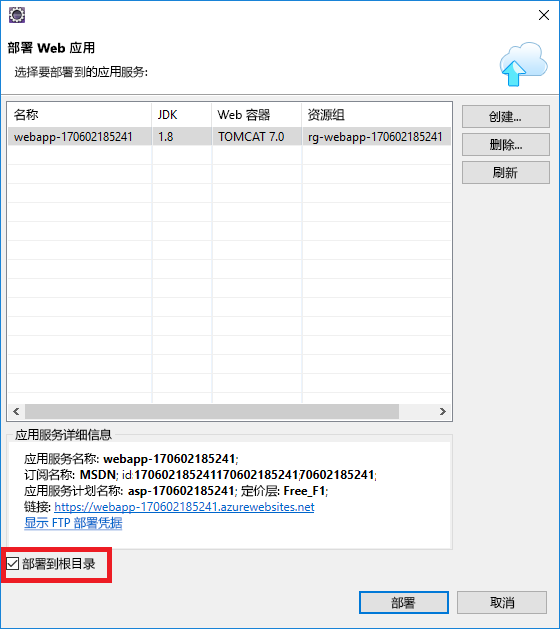 部署 Web 应用
选择要部署到的应用服务:
名称 JDK Web 容器 资源组
webapp-170602185241 1.8 TOMCAT 7.0 rg-webapp-170602185241
创建...
删除...
刷新
应用服务详细信息
应用服务名称: webapp-170602185241;
订阅名称: MSDN; id:170602185241170602185241,70602185241;
应用服务计划名称: asp-170602185241; 定价层: Free_F1;
链接: https://webapp-170602185241.azurewebsites.net
显示 FTP 部署凭据
部署到根目录
部署 取消